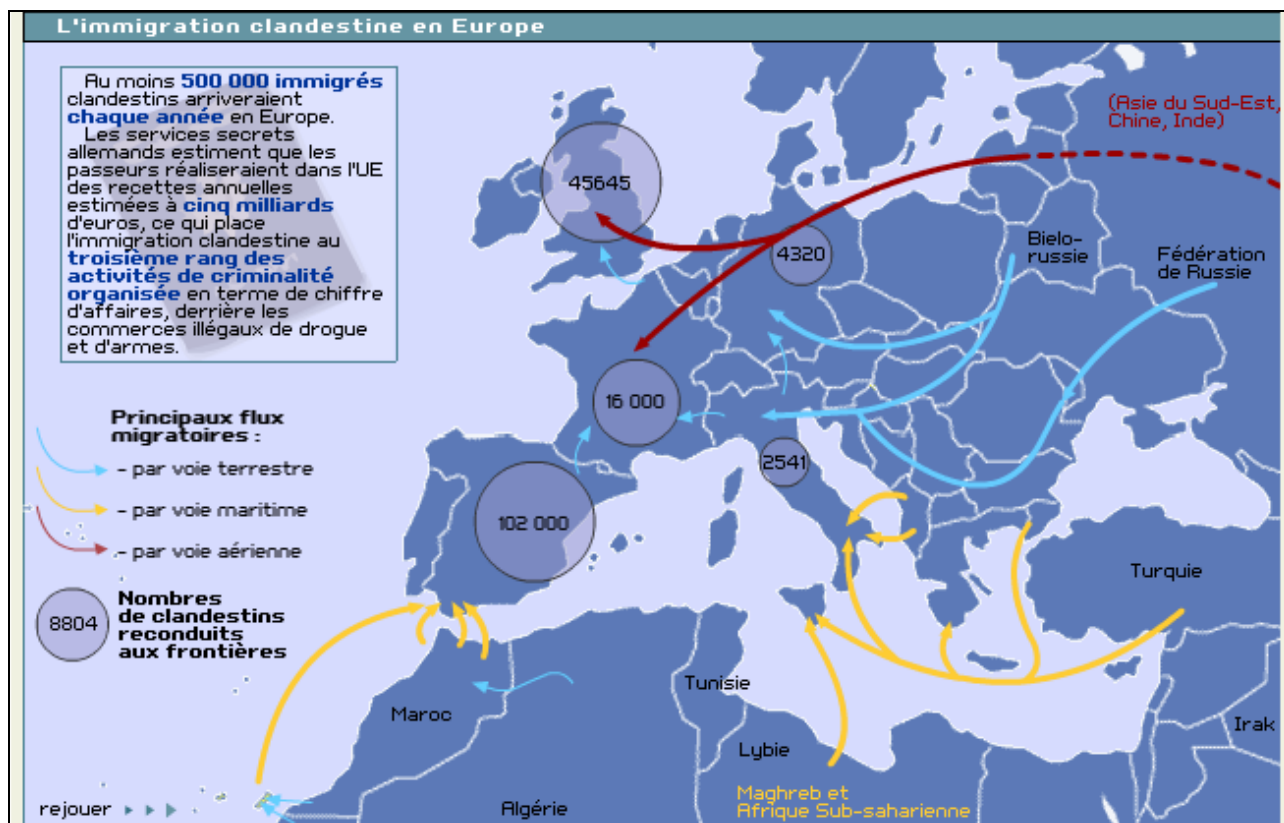 L'immigration clandestine en Europe
Au moins 500 000 immigrés
clandestins arriveraient
chaque année en Europe.
Les services secrets
allemands estiment que les
passeurs réaliseraient dans l'UE
des recettes annuelles
estimées à cinq milliards
d'euros, ce qui place
l'immigration clandestine au
troisième rang des
activités de criminalité
organisée en terme de chiffre
d'affaires, derrière les
commerces illégaux de drogue
et d'armes.
Principaux flux
migratoires :
- par voie terrestre
- par voie maritime
- par voie aérienne
8804
Nombres
de clandestins
reconduits
aux frontières
rejouer
(Asie du Sud-Est,
Chine, Inde)
45645
4320
Bielo-
russie
Fédération
de Russie
16 000
2541
102 000
Turquie
Tunisie
Maroc
Lybie
Irak
Algérie
Maghreb et
Afrique Sub-saharienne